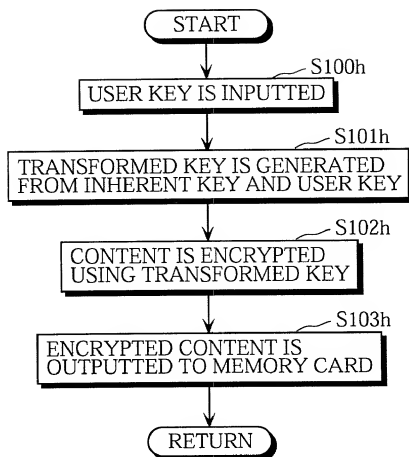 START
S100h
USER KEY IS INPUTTED
S101h
TRANSFORMED KEY IS GENERATED
FROM INHERENT KEY AND USER KEY
S102h
CONTENT IS ENCRYPTED
USING TRANSFORMED KEY
S103h
ENCRYPTED CONTENT IS
OUTPUTTED TO MEMORY CARD
RETURN